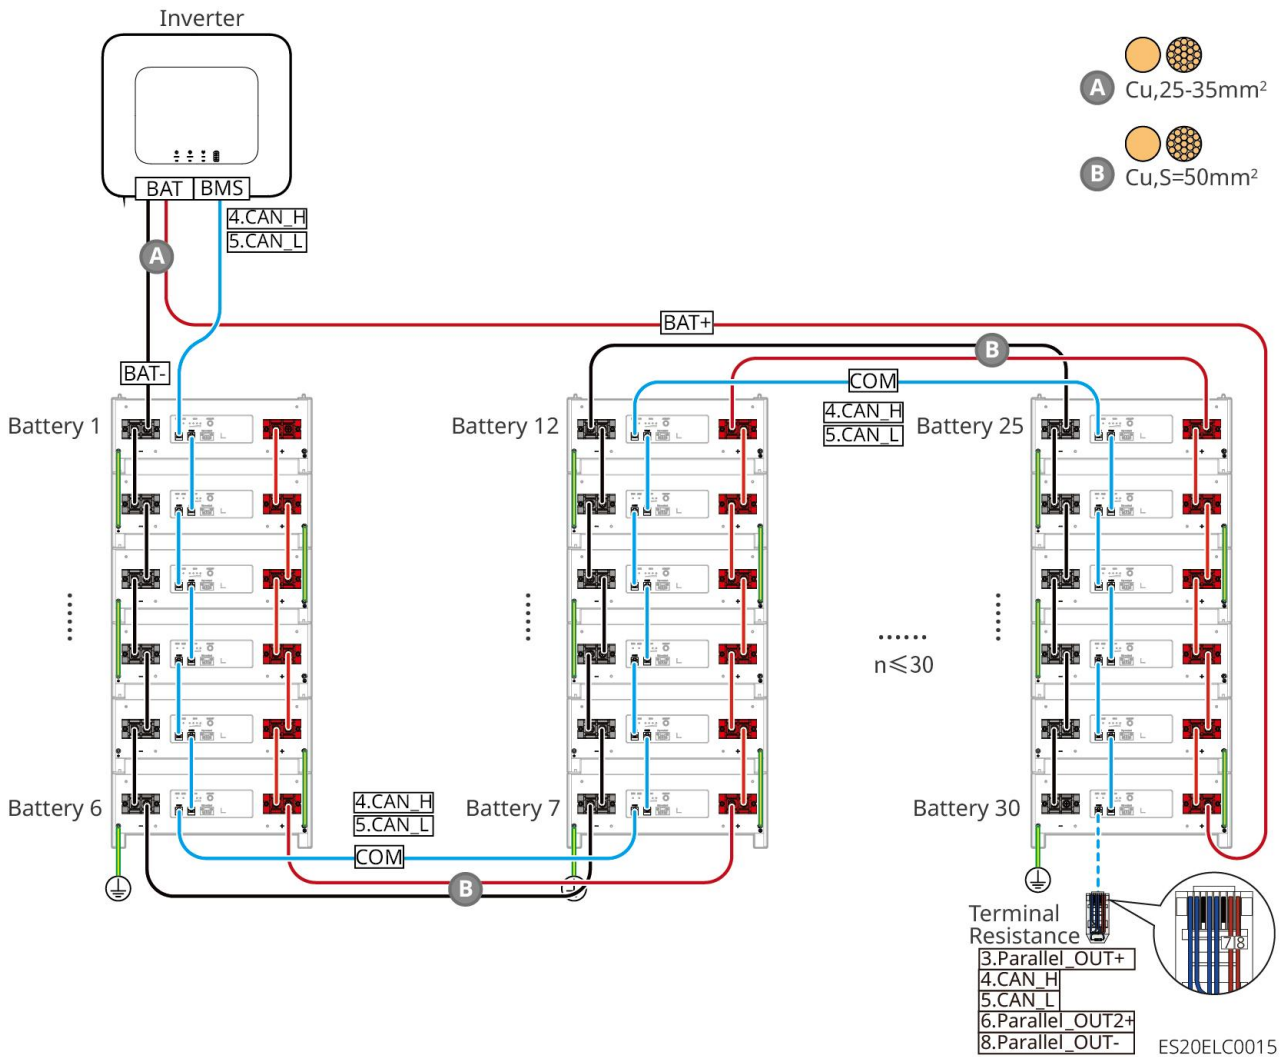 Inverter
A
Cu,25-35mm²
B
Cu,S=50mm²
BAT BMS
4.CAN_H
5.CAN_L
A
BAT+
BAT-
B
COM
4.CAN_H
5.CAN_L
Battery 1
Battery 12
Battery 25
n≤30
Battery 6
Battery 7
Battery 30
4.CAN_H
5.CAN_L
COM
B
Terminal
Resistance
7 8
3.Parallel_OUT+
4.CAN_H
5.CAN_L
6.Parallel_OUT2+
8.Parallel_OUT-
ES20ELC0015